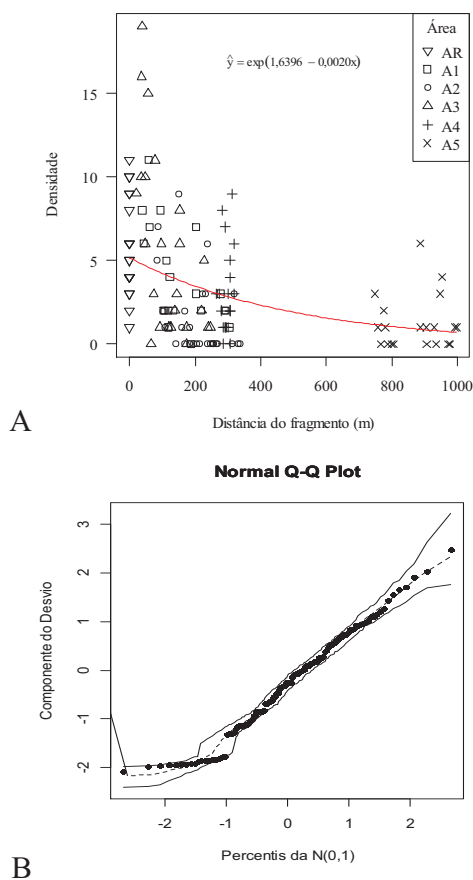 Área
AR
A1
A2
A3
A4
A5
ŷ = exp(1,6396 − 0,0020x)
Densidade
15
10
5
0
0 200 400 600 800 1000
Distância do fragmento (m)
A
Normal Q-Q Plot
Componente do Desvio
3
2
1
0
-1
-2
-2 -1 0 1 2
Percentis da N(0,1)
B